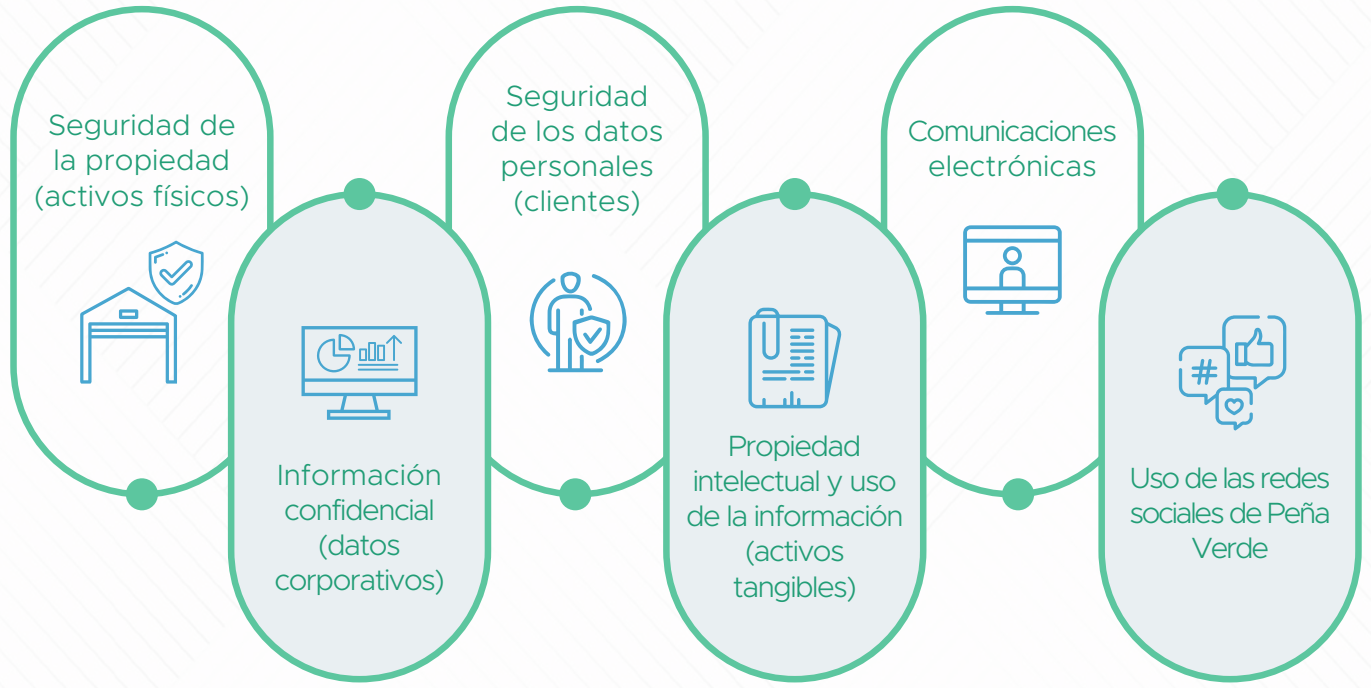 Seguridad de
la propiedad
(activos físicos)
Información
confidencial
(datos
corporativos)
Seguridad
de los datos
personales
(clientes)
Propiedad
intelectual y uso
de la información
(activos
tangibles)
Comunicaciones
electrónicas
#
Uso de las redes
sociales de Peña
Verde